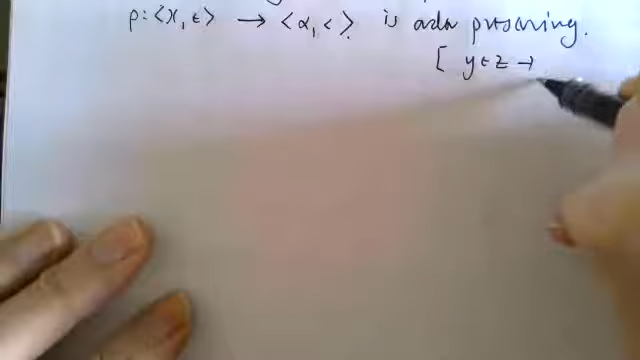 ρ: ⟨x, ∈⟩ → ⟨α, <⟩ is order preserving.
[ y ∈ z →